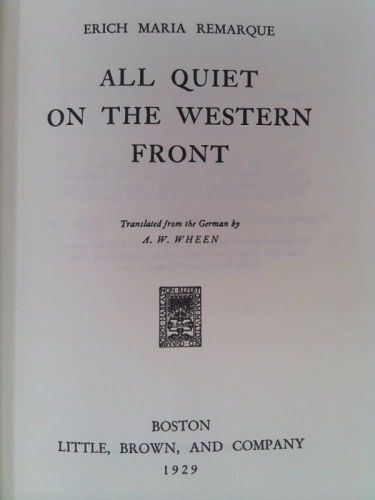 ERICH MARIA REMARQUE
ALL QUIET
ON THE WESTERN
FRONT
Translated from the German by
A. W. WHEEN
BOSTON
LITTLE, BROWN, AND COMPANY
1929